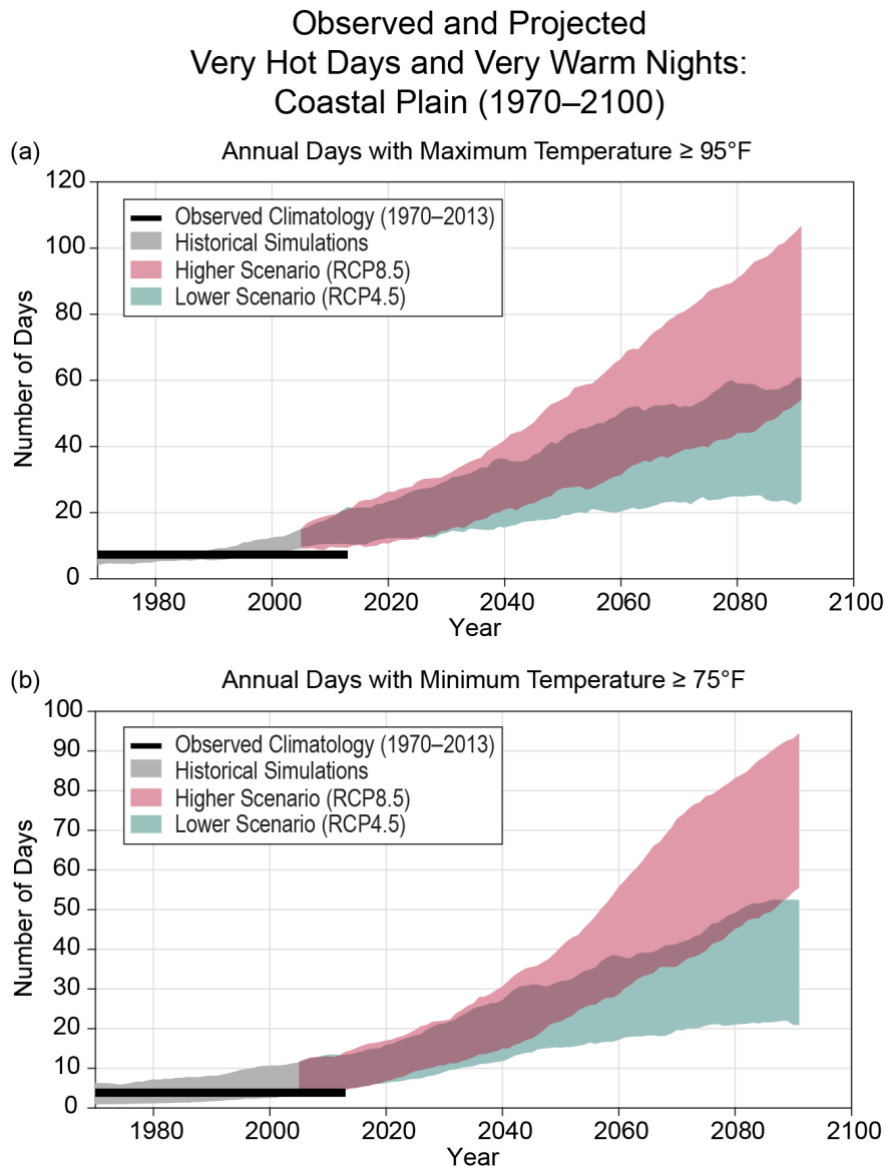 Observed and Projected
Very Hot Days and Very Warm Nights:
Coastal Plain (1970–2100)
(a)
Annual Days with Maximum Temperature ≥ 95°F
120
100
80
60
40
20
0
Number of Days
Observed Climatology (1970–2013)
Historical Simulations
Higher Scenario (RCP8.5)
Lower Scenario (RCP4.5)
1980 2000 2020 2040 2060 2080 2100
Year
(b)
Annual Days with Minimum Temperature ≥ 75°F
100
90
80
70
60
50
40
30
20
10
0
Number of Days
Observed Climatology (1970–2013)
Historical Simulations
Higher Scenario (RCP8.5)
Lower Scenario (RCP4.5)
1980 2000 2020 2040 2060 2080 2100
Year